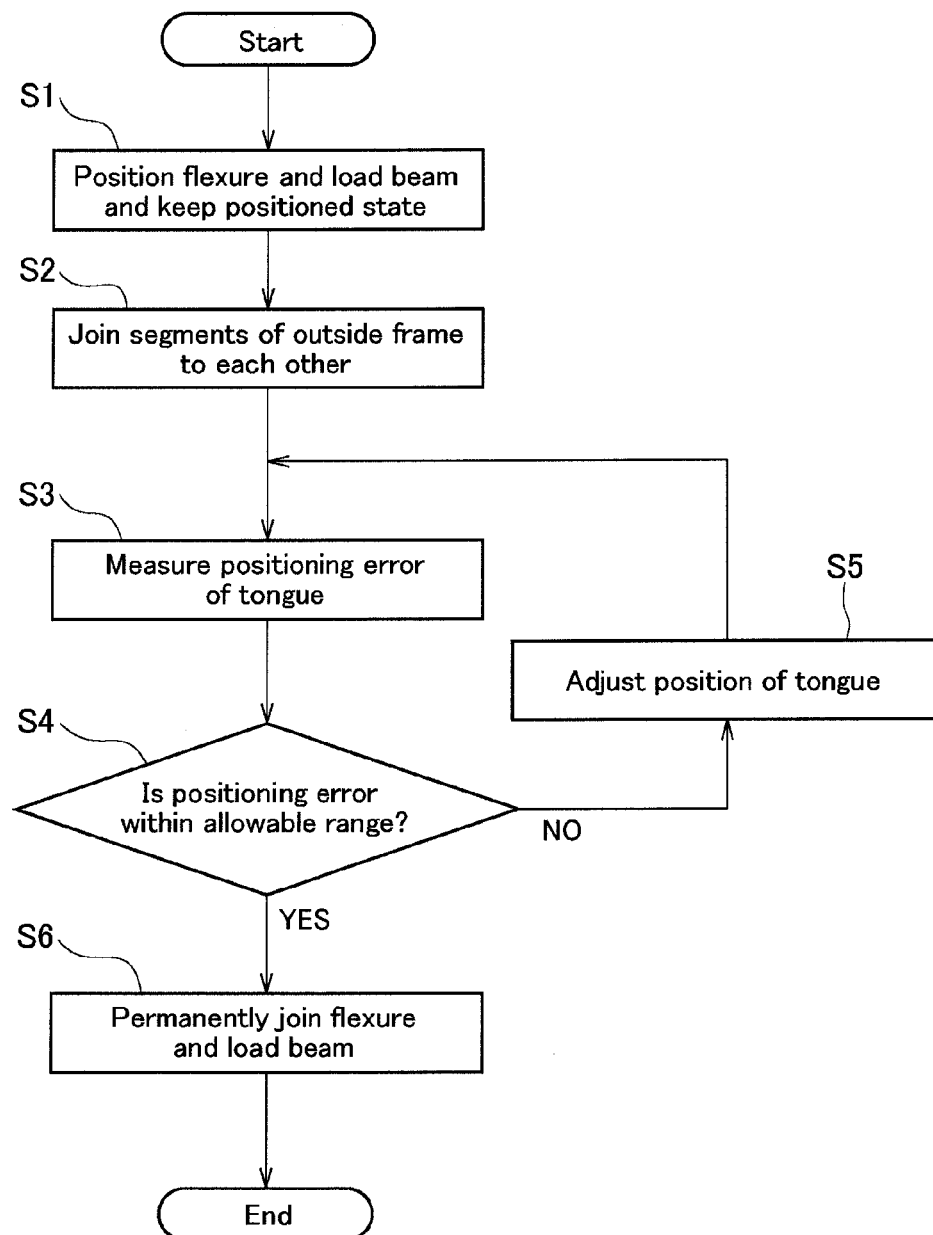 Start
S1
Position flexure and load beam
and keep positioned state
S2
Join segments of outside frame
to each other
S3
Measure positioning error
of tongue
S5
Adjust position of tongue
S4
Is positioning error
within allowable range?
NO
YES
S6
Permanently join flexure
and load beam
End